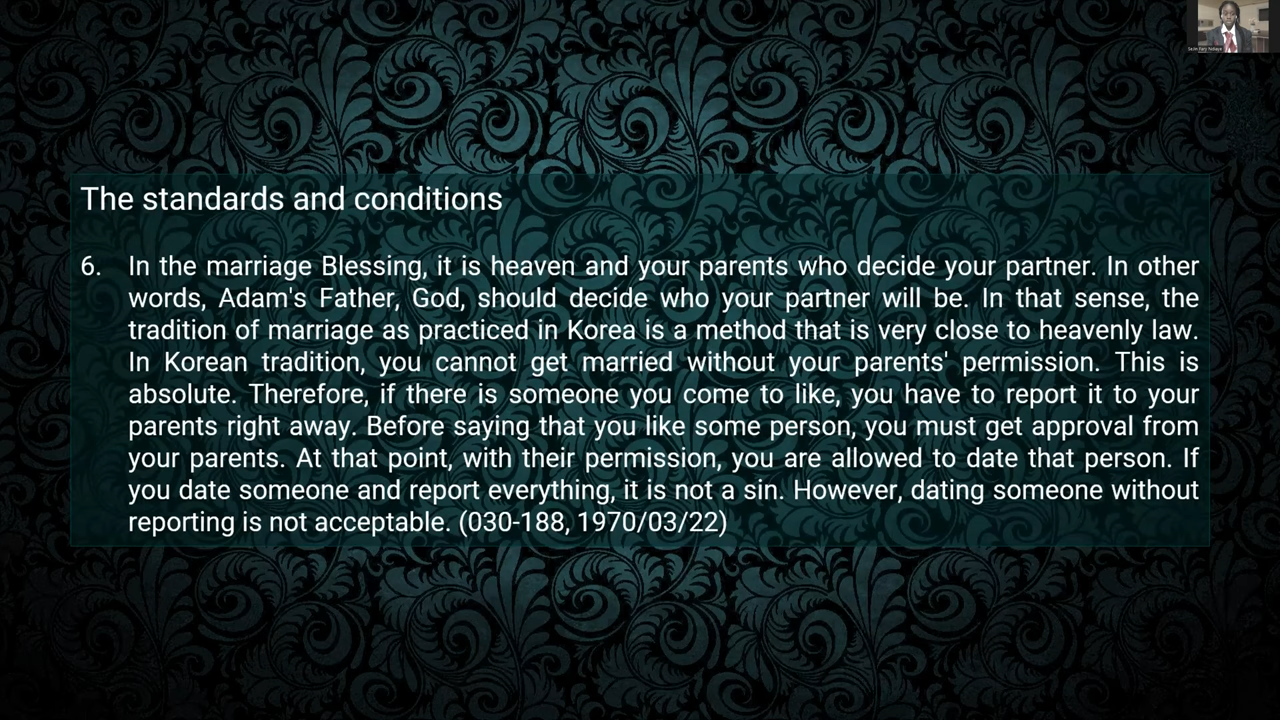 The standards and conditions
6. In the marriage Blessing, it is heaven and your parents who decide your partner. In other
words, Adam's Father, God, should decide who your partner will be. In that sense, the
tradition of marriage as practiced in Korea is a method that is very close to heavenly law.
In Korean tradition, you cannot get married without your parents' permission. This is
absolute. Therefore, if there is someone you come to like, you have to report it to your
parents right away. Before saying that you like some person, you must get approval from
your parents. At that point, with their permission, you are allowed to date that person. If
you date someone and report everything, it is not a sin. However, dating someone without
reporting is not acceptable. (030-188, 1970/03/22)